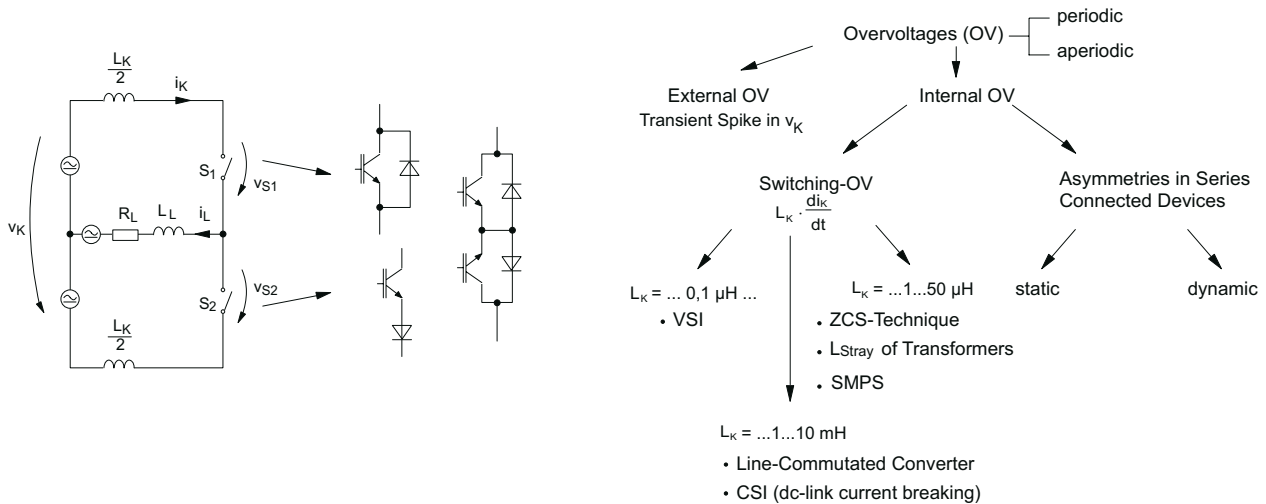 L_K
2
i_K
S_1
v_S1
R_L
L_L
i_L
v_K
S_2
v_S2
L_K
2
Overvoltages (OV)
periodic
aperiodic
External OV
Transient Spike in v_K
Internal OV
Switching-OV
L_K · di_K
dt
Asymmetries in Series
Connected Devices
L_K = ... 0,1 µH ...
• VSI
L_K = ...1...50 µH
• ZCS-Technique
• L_Stray of Transformers
• SMPS
static
dynamic
L_K = ...1...10 mH
• Line-Commutated Converter
• CSI (dc-link current breaking)